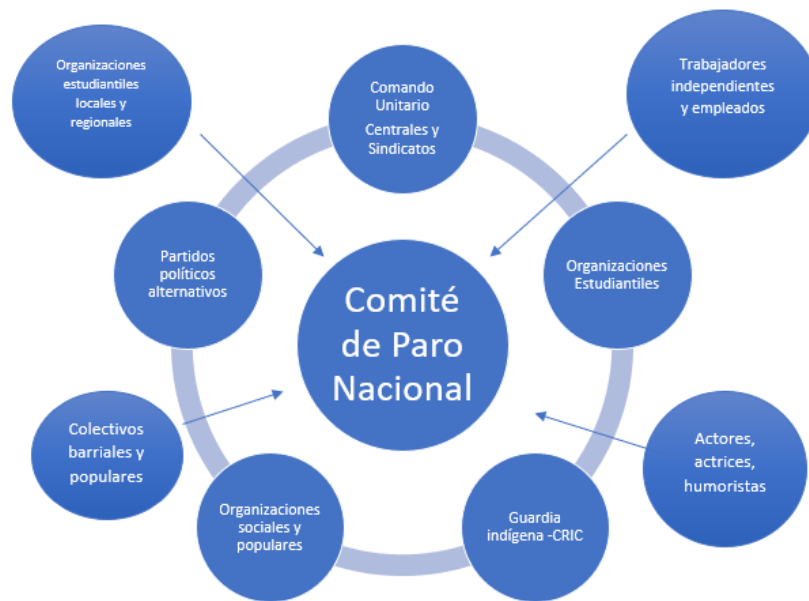 Organizaciones
estudiantiles
locales y
regionales
Comando
Unitario
Centrales y
Sindicatos
Trabajadores
independientes
y empleados
Partidos
políticos
alternativos
Organizaciones
Estudiantiles
Comité
de Paro
Nacional
Colectivos
barriales y
populares
Actores,
actrices,
humoristas
Organizaciones
sociales y
populares
Guardia
indígena -CRIC